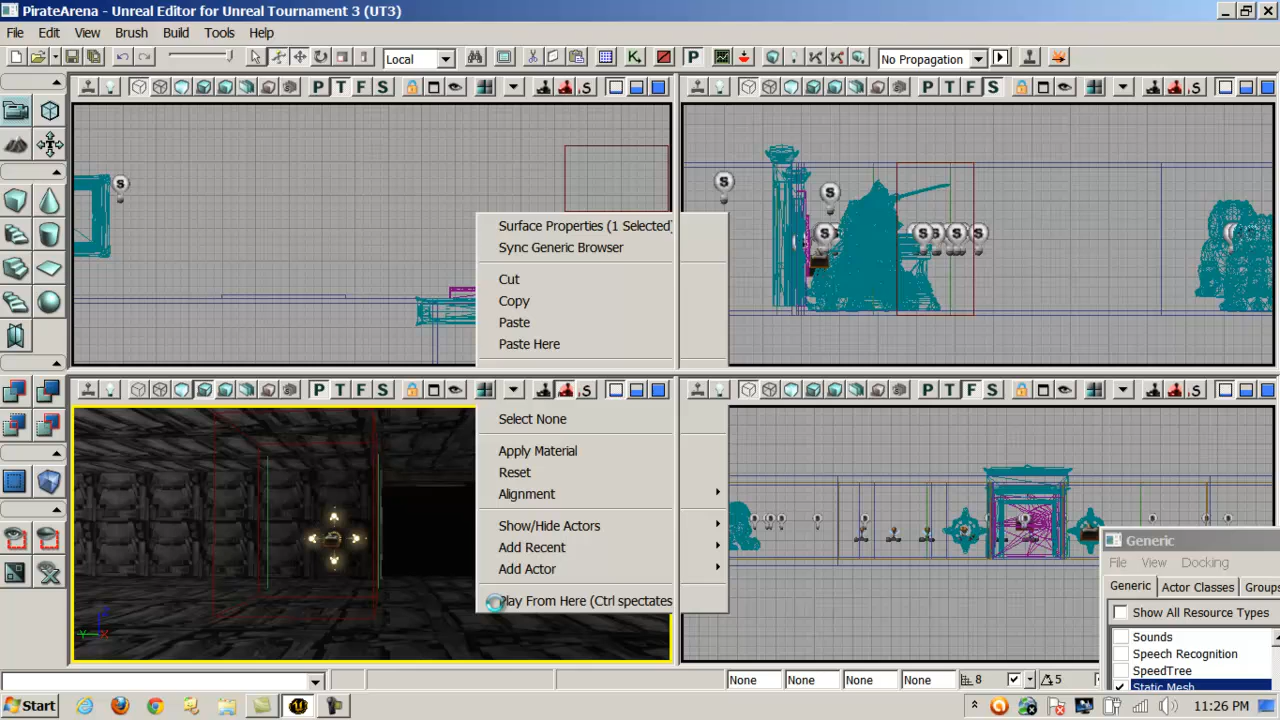 PirateArena - Unreal Editor for Unreal Tournament 3 (UT3)
File Edit View Brush Build Tools Help
Local
P
No Propagation
P T F S
S
P T F S
S
S
S
S
S
S
S
S
S
Surface Properties (1 Selected)
Sync Generic Browser
Cut
Copy
Paste
Paste Here
P T F S
S
P T F S
S
Select None
Apply Material
Reset
Alignment
Show/Hide Actors
Add Recent
Add Actor
Play From Here (Ctrl spectates
Generic
File View Docking
Generic Actor Classes Groups
Show All Resource Types
Sounds
Speech Recognition
SpeedTree
Static Mesh
None None None None 8 5
Start
11:26 PM